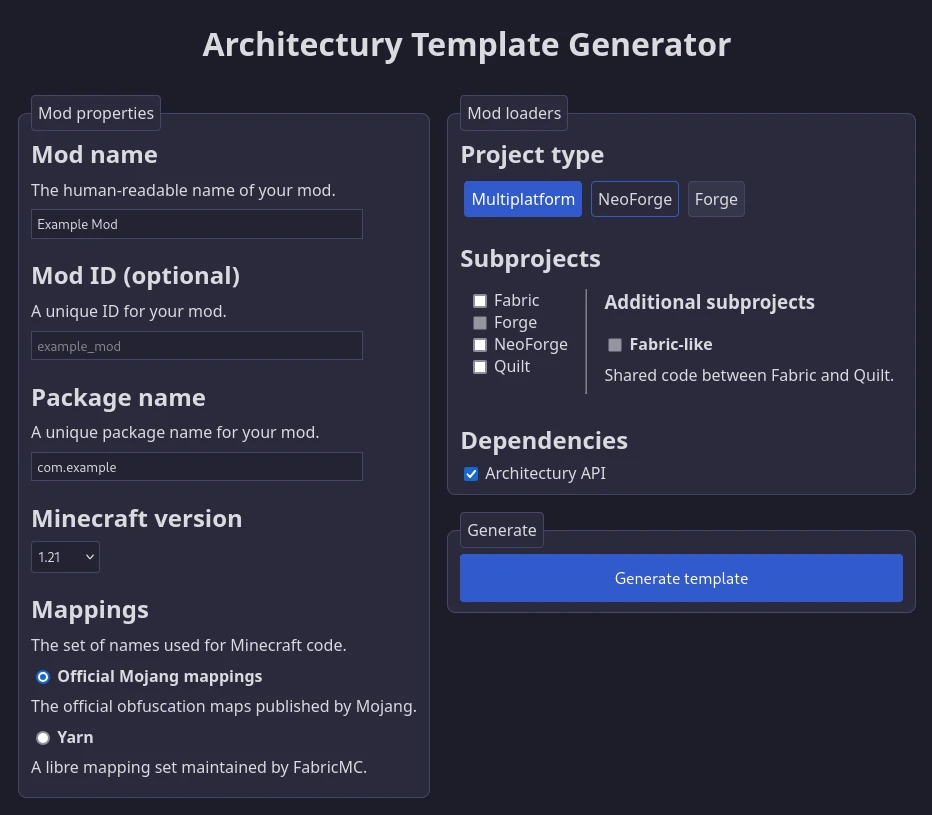 Architectury Template Generator
Mod properties
Mod name
The human-readable name of your mod.
Example Mod
Mod ID (optional)
A unique ID for your mod.
example_mod
Package name
A unique package name for your mod.
com.example
Minecraft version
1.21
Mappings
The set of names used for Minecraft code.
Official Mojang mappings
The official obfuscation maps published by Mojang.
Yarn
A libre mapping set maintained by FabricMC.
Mod loaders
Project type
Multiplatform NeoForge Forge
Subprojects
Fabric
Forge
NeoForge
Quilt
Additional subprojects
Fabric-like
Shared code between Fabric and Quilt.
Dependencies
Architectury API
Generate
Generate template